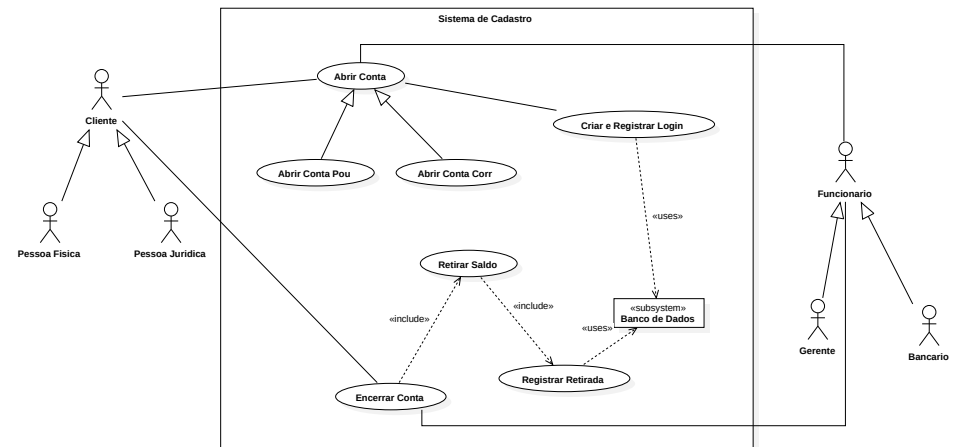 Sistema de Cadastro
Abrir Conta
Cliente
Criar e Registrar Login
Abrir Conta Pou
Abrir Conta Corr
Funcionario
«uses»
Pessoa Fisica
Pessoa Juridica
Retirar Saldo
«include»
«include»
«subsystem»
Banco de Dados
«uses»
Gerente
Bancario
Registrar Retirada
Encerrar Conta